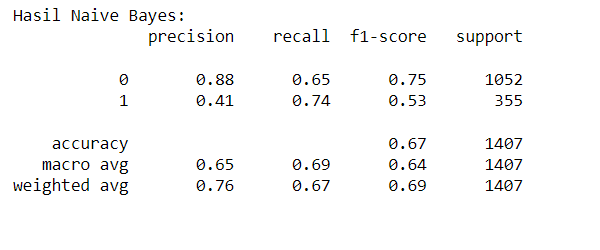 Hasil Naive Bayes:
precision recall f1-score support
0 0.88 0.65 0.75 1052
1 0.41 0.74 0.53 355
accuracy 0.67 1407
macro avg 0.65 0.69 0.64 1407
weighted avg 0.76 0.67 0.69 1407